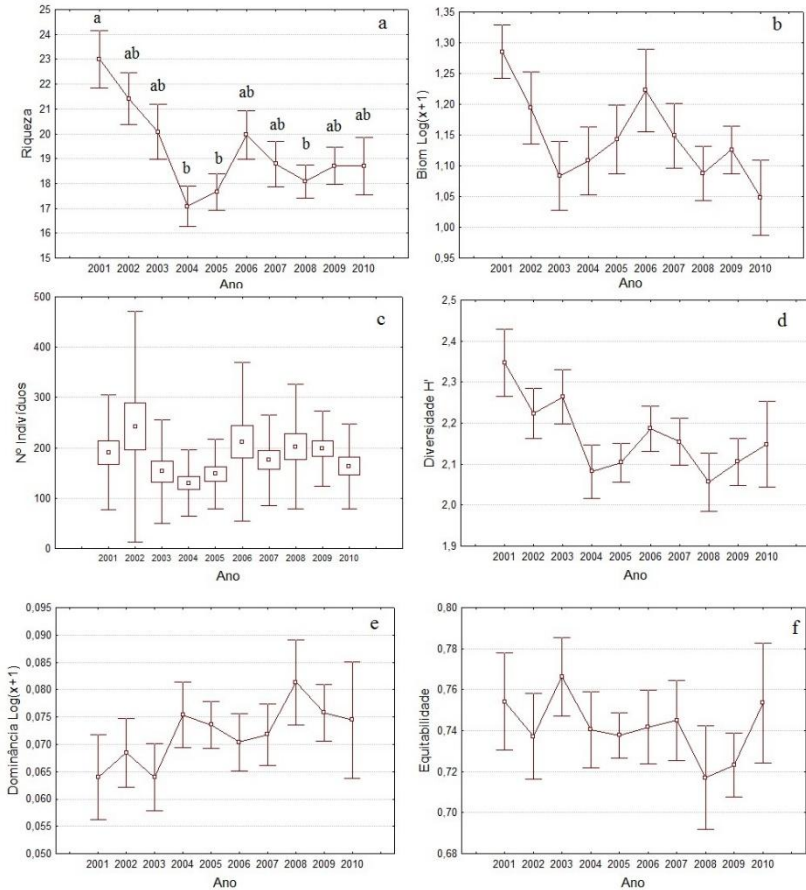 a
25
24
23
22
21
20
19
18
17
16
15
Riqueza
a
ab
ab
b
b
ab
ab
b
ab
ab
2001 2002 2003 2004 2005 2006 2007 2008 2009 2010
Ano
b
1,35
1,30
1,25
1,20
1,15
1,10
1,05
1,00
0,95
Biom Log(x+1)
2001 2002 2003 2004 2005 2006 2007 2008 2009 2010
Ano
c
500
400
300
200
100
0
Nº Indivíduos
2001 2002 2003 2004 2005 2006 2007 2008 2009 2010
Ano
d
2,5
2,4
2,3
2,2
2,1
2,0
1,9
Diversidade H'
2001 2002 2003 2004 2005 2006 2007 2008 2009 2010
Ano
e
0,095
0,090
0,085
0,080
0,075
0,070
0,065
0,060
0,055
0,050
Dominância Log(x+1)
2001 2002 2003 2004 2005 2006 2007 2008 2009 2010
Ano
f
0,80
0,78
0,76
0,74
0,72
0,70
0,68
Equitabilidade
2001 2002 2003 2004 2005 2006 2007 2008 2009 2010
Ano